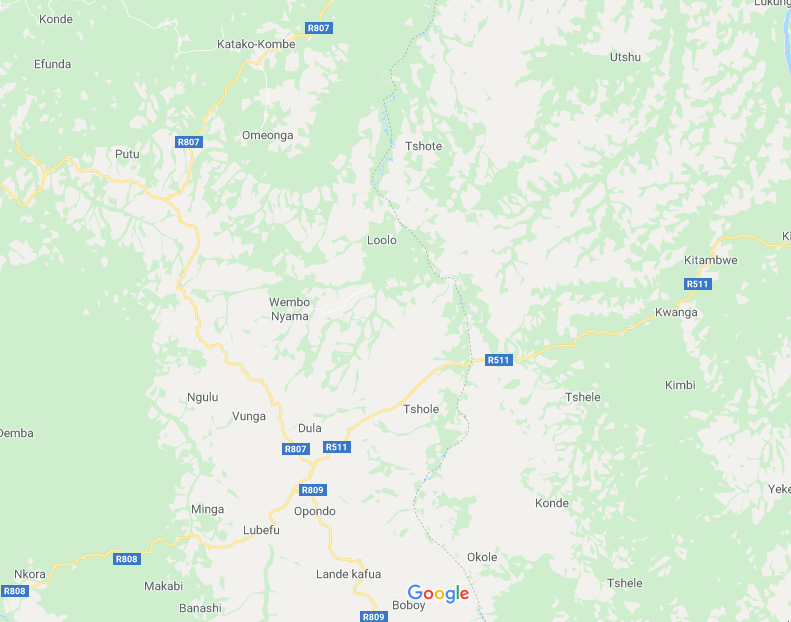 Lukung
Konde
R807
Katako-Kombe
Utshu
Efunda
Omeonga
R807
Tshote
Putu
Ki
Loolo
Kitambwe
R511
Wembo
Nyama
Kwanga
R511
Kimbi
Ngulu
Tshele
Vunga
Tshole
Dula
Demba
R807
R511
R809
Yeke
Konde
Minga
Opondo
Lubefu
R808
Okole
Nkora
Lande kafua
Tshele
Makabi
R808
Google
Banashi
Boboy
R809